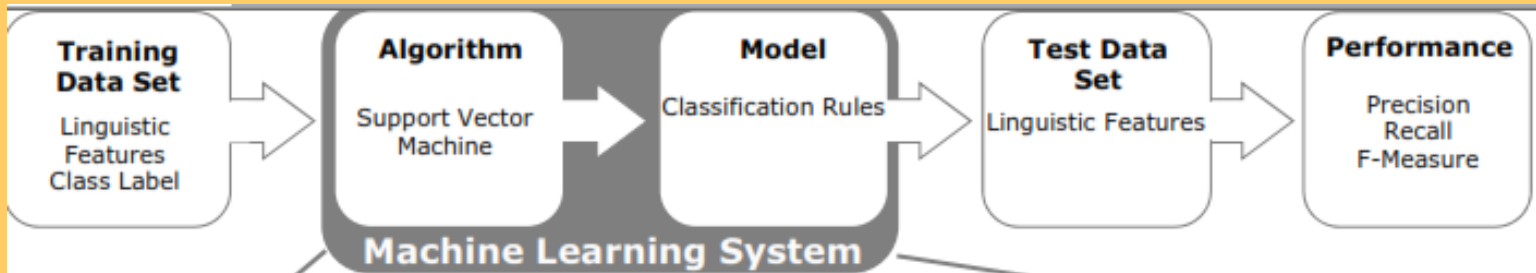 Training
Data Set
Linguistic
Features
Class Label
Algorithm
Support Vector
Machine
Model
Classification Rules
Machine Learning System
Test Data
Set
Linguistic Features
Performance
Precision
Recall
F-Measure